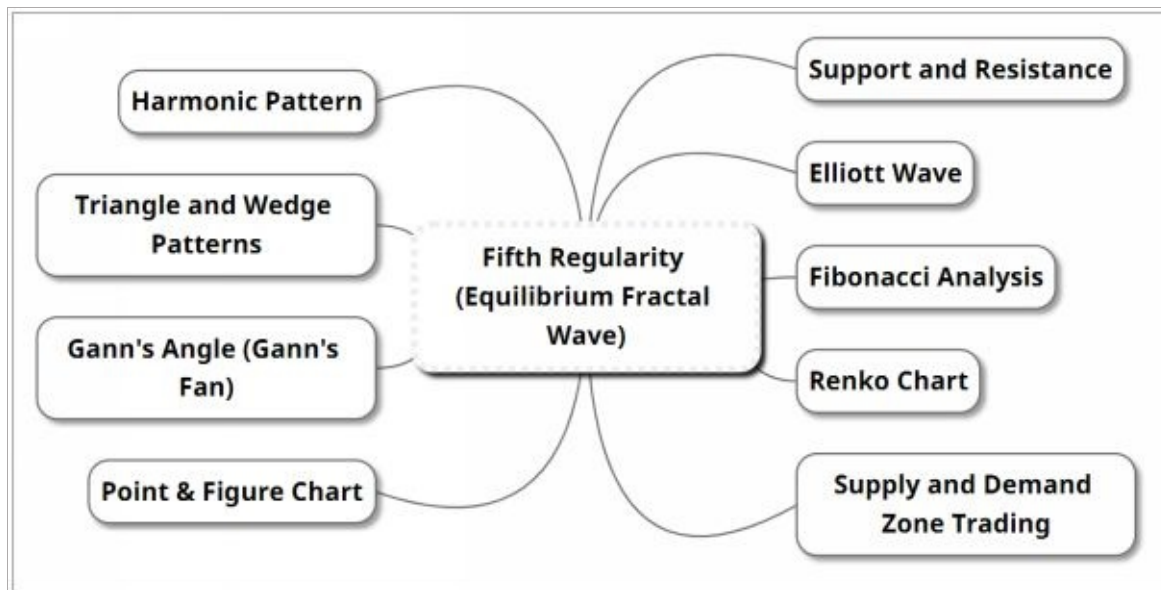 Harmonic Pattern
Triangle and Wedge
Patterns
Gann's Angle (Gann's
Fan)
Point & Figure Chart
Fifth Regularity
(Equilibrium Fractal
Wave)
Support and Resistance
Elliott Wave
Fibonacci Analysis
Renko Chart
Supply and Demand
Zone Trading